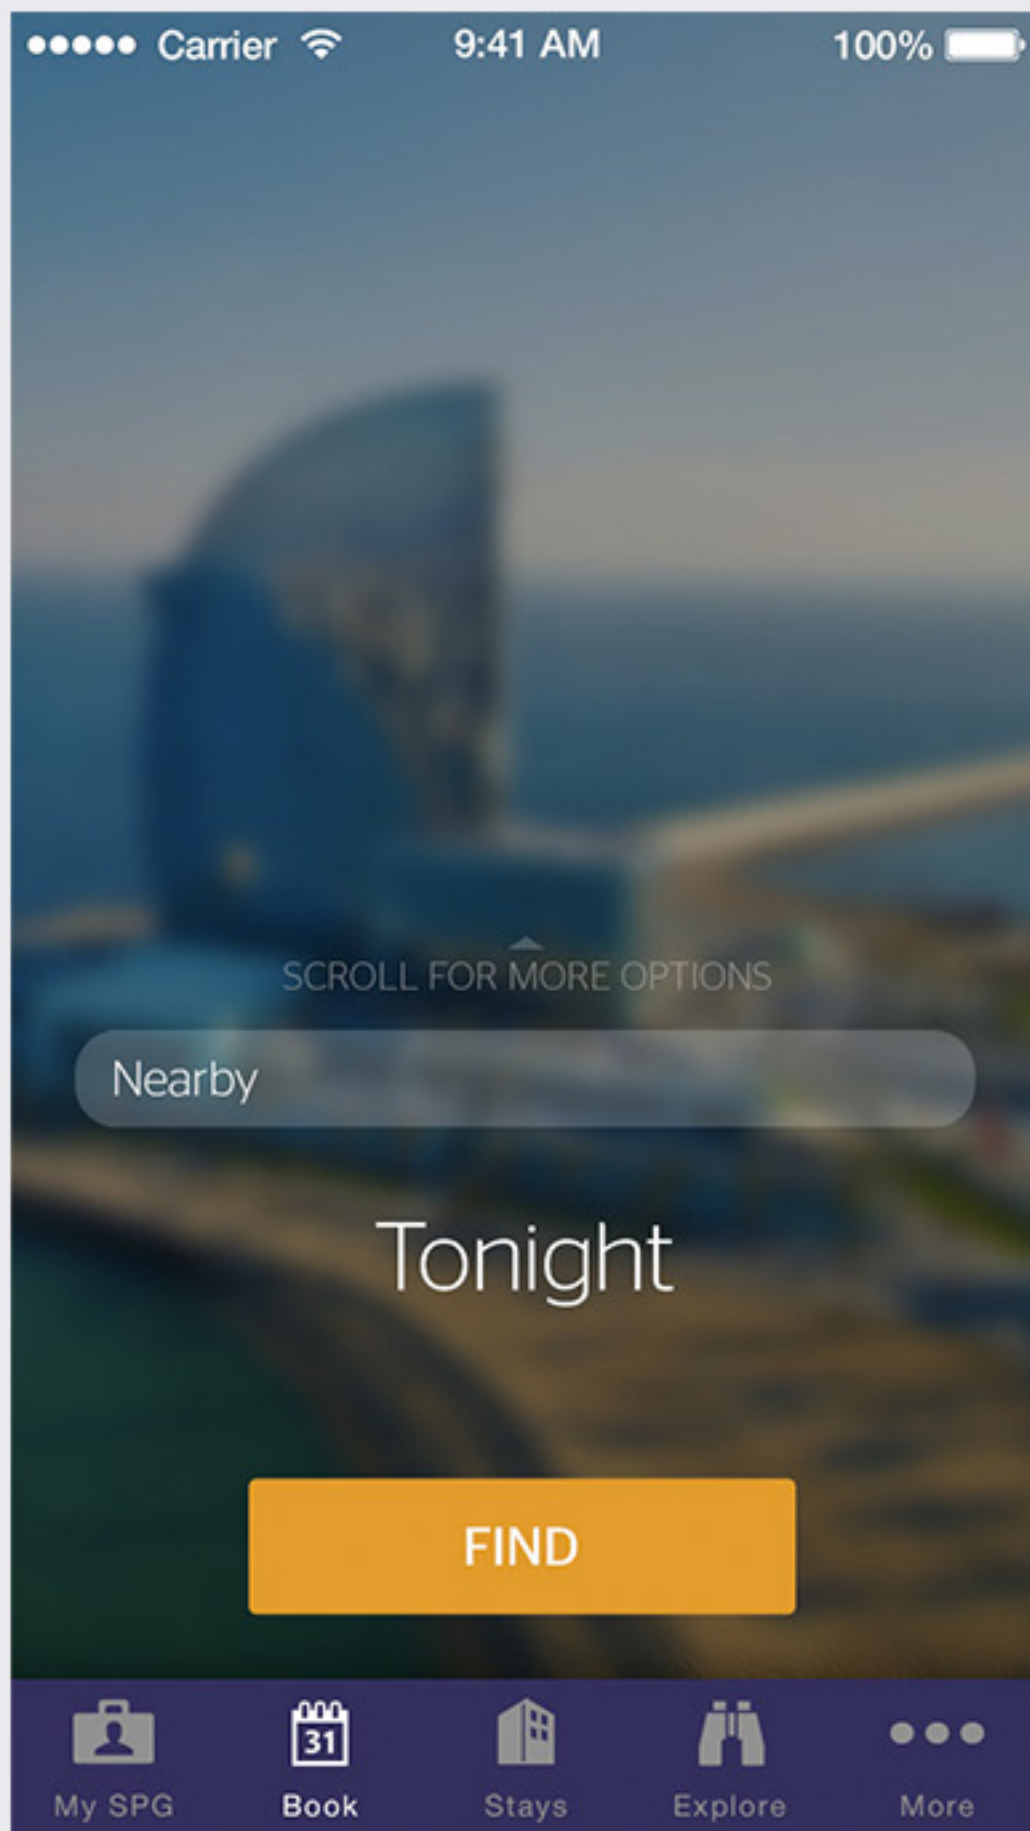 Carrier 9:41 AM 100%
SCROLL FOR MORE OPTIONS
Nearby
Tonight
FIND
31
My SPG Book Stays Explore More